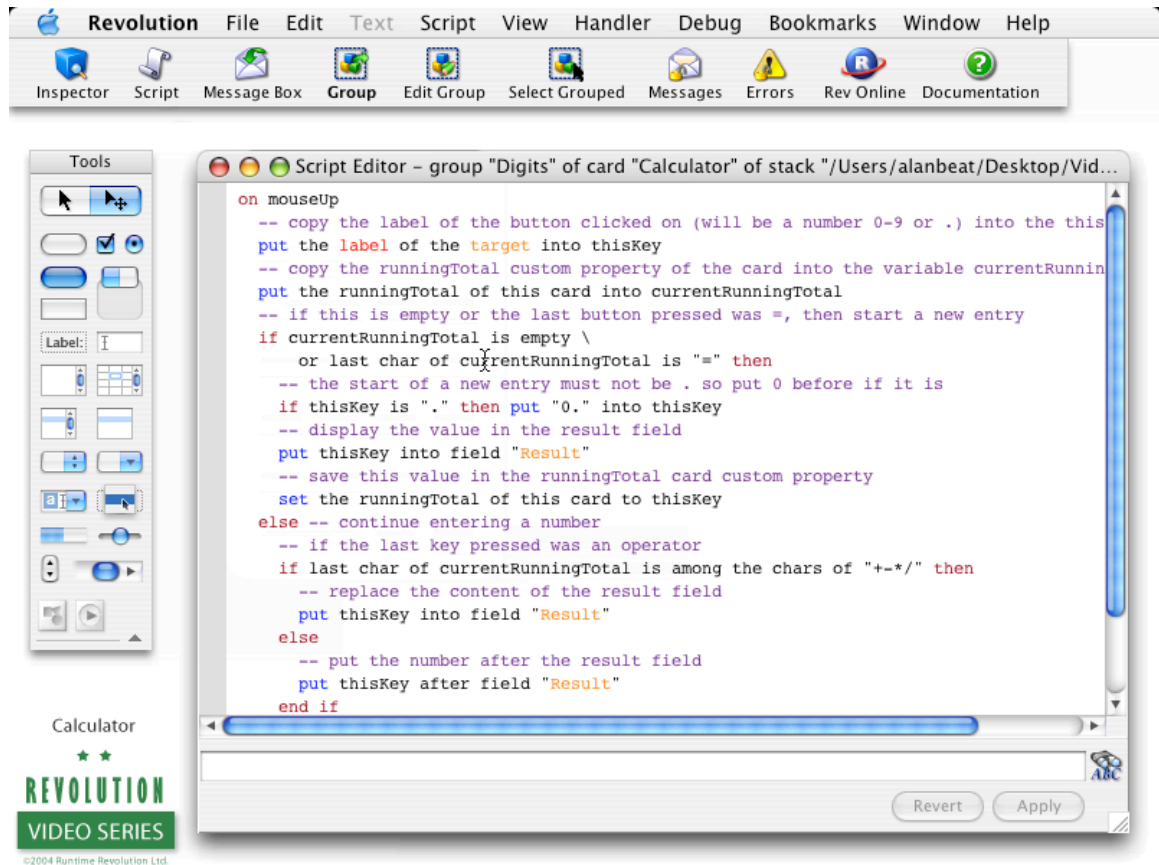 Revolution File Edit Text Script View Handler Debug Bookmarks Window Help
Inspector Script Message Box Group Edit Group Select Grouped Messages Errors Rev Online Documentation
Tools
Label:
Script Editor – group "Digits" of card "Calculator" of stack "/Users/alanbeat/Desktop/Vid...
on mouseUp
-- copy the label of the button clicked on (will be a number 0-9 or .) into the this
put the label of the target into thisKey
-- copy the runningTotal custom property of the card into the variable currentRunnin
put the runningTotal of this card into currentRunningTotal
-- if this is empty or the last button pressed was =, then start a new entry
if currentRunningTotal is empty \
or last char of currentRunningTotal is "=" then
-- the start of a new entry must not be . so put 0 before if it is
if thisKey is "." then put "0." into thisKey
-- display the value in the result field
put thisKey into field "Result"
-- save this value in the runningTotal card custom property
set the runningTotal of this card to thisKey
else -- continue entering a number
-- if the last key pressed was an operator
if last char of currentRunningTotal is among the chars of "+-*/" then
-- replace the content of the result field
put thisKey into field "Result"
else
-- put the number after the result field
put thisKey after field "Result"
end if
ABC
Revert Apply
Calculator
REVOLUTION
VIDEO SERIES
©2004 Runtime Revolution Ltd.